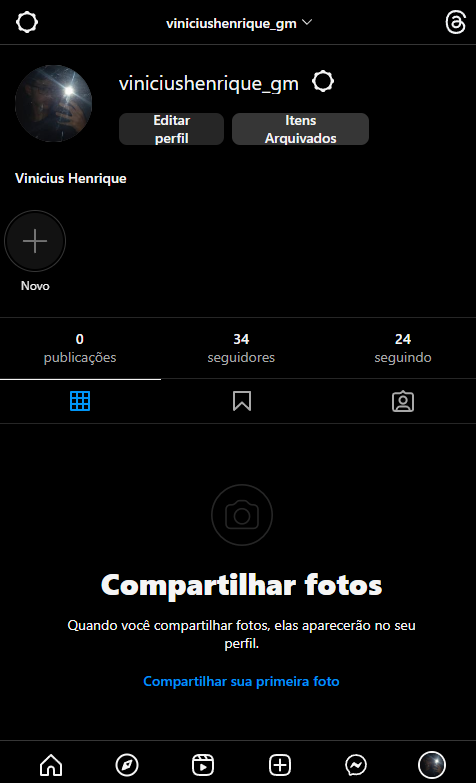 viniciushenrique_gm
viniciushenrique_gm
Editar
perfil
Itens
Arquivados
Vinicius Henrique
Novo
0
publicações
34
seguidores
24
seguindo
Compartilhar fotos
Quando você compartilhar fotos, elas aparecerão no seu
perfil.
Compartilhar sua primeira foto